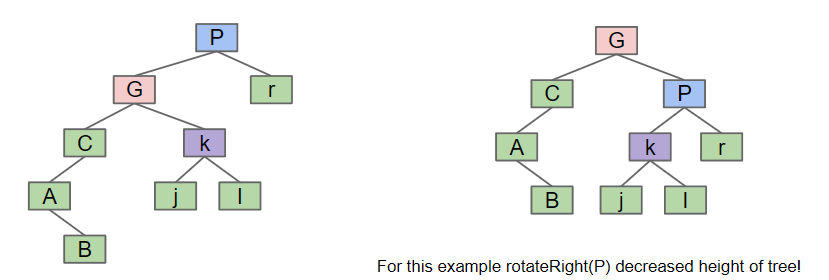 P
G
G
r
C
P
C
k
A
k
r
A
j
l
B
j
l
B
For this example rotateRight(P) decreased height of tree!